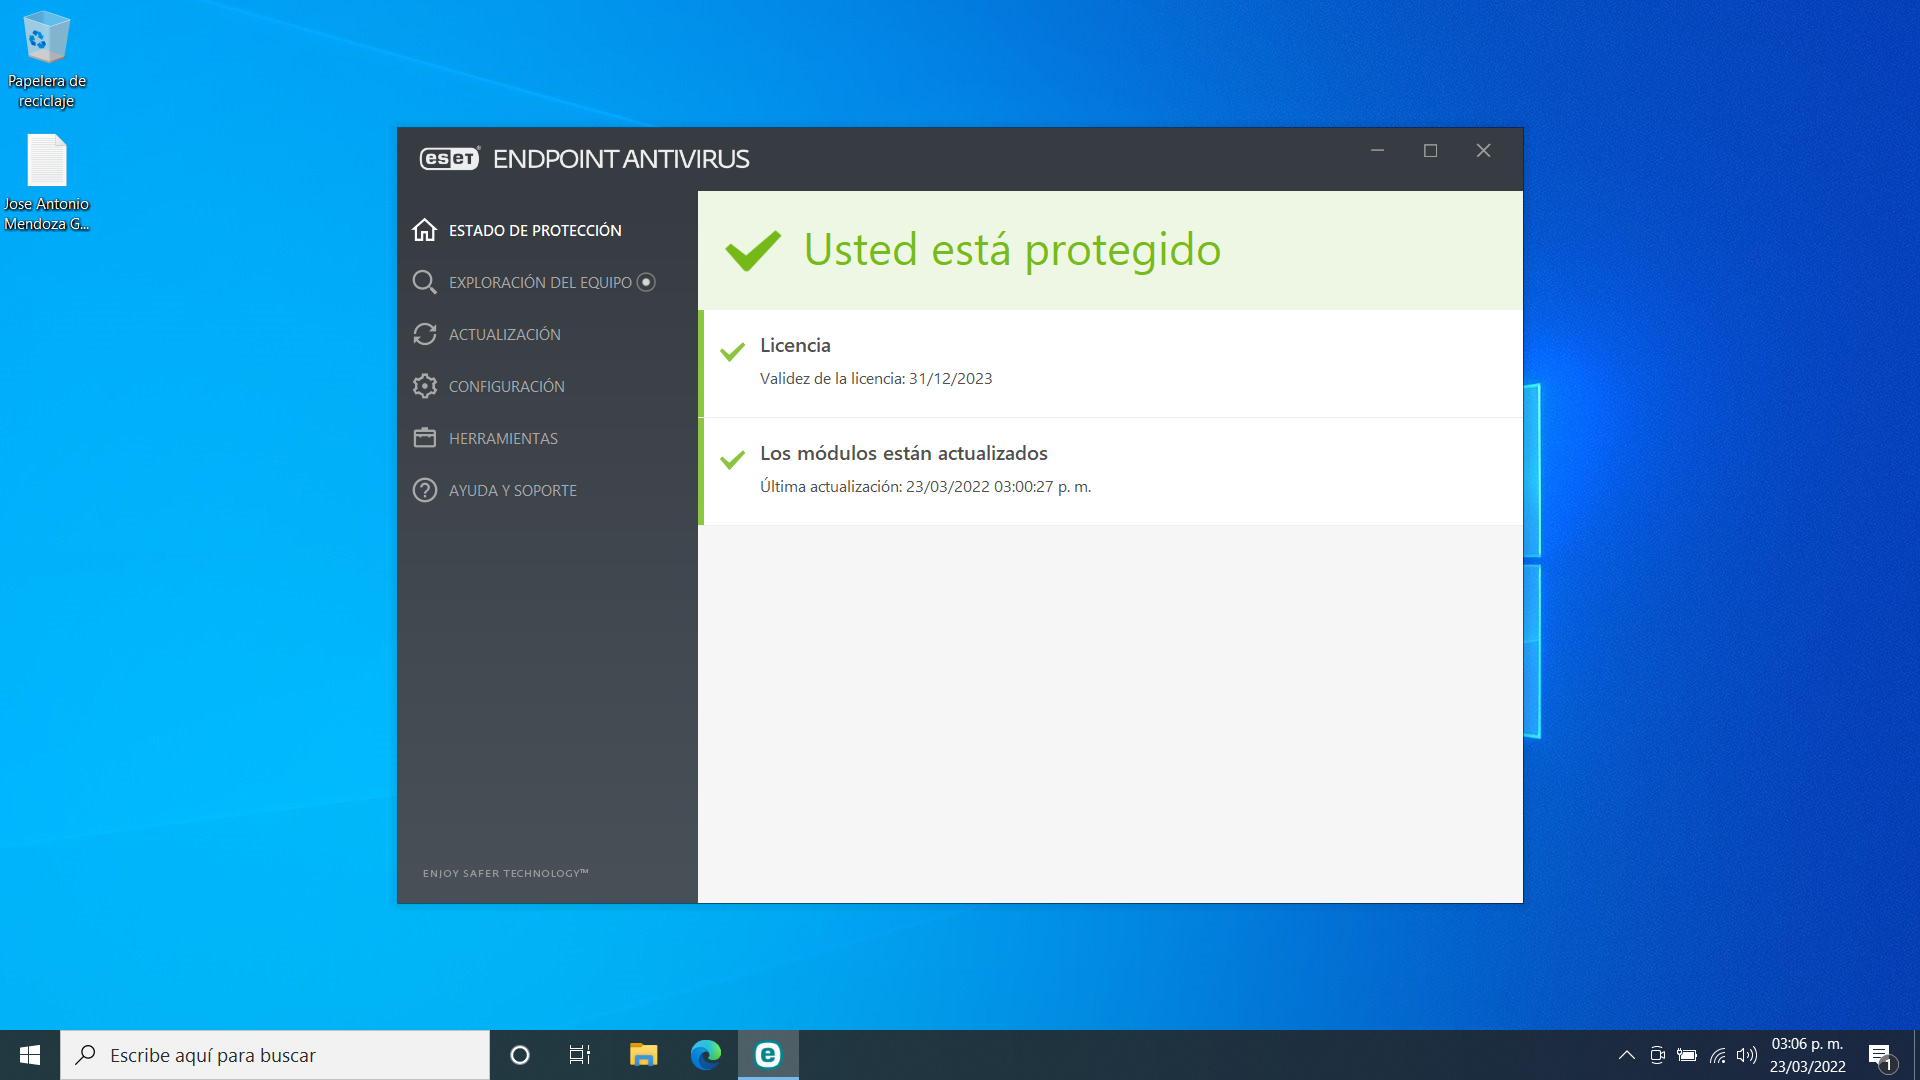 Papelera de
reciclaje
Jose Antonio
Mendoza G...
eset® ENDPOINT ANTIVIRUS
ESTADO DE PROTECCIÓN
EXPLORACIÓN DEL EQUIPO
ACTUALIZACIÓN
CONFIGURACIÓN
HERRAMIENTAS
AYUDA Y SOPORTE
ENJOY SAFER TECHNOLOGY™
Usted está protegido
Licencia
Validez de la licencia: 31/12/2023
Los módulos están actualizados
Última actualización: 23/03/2022 03:00:27 p. m.
Escribe aquí para buscar
e
03:06 p. m.
23/03/2022
1